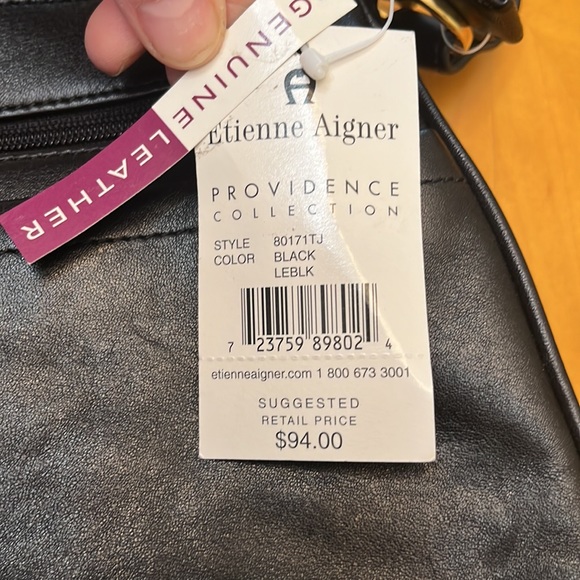 GENUINE LEATHER
Etienne Aigner
PROVIDENCE
COLLECTION
STYLE 80171TJ
COLOR BLACK
LEBLK
7 23759 89802 4
etienneaigner.com 1 800 673 3001
SUGGESTED
RETAIL PRICE
$94.00